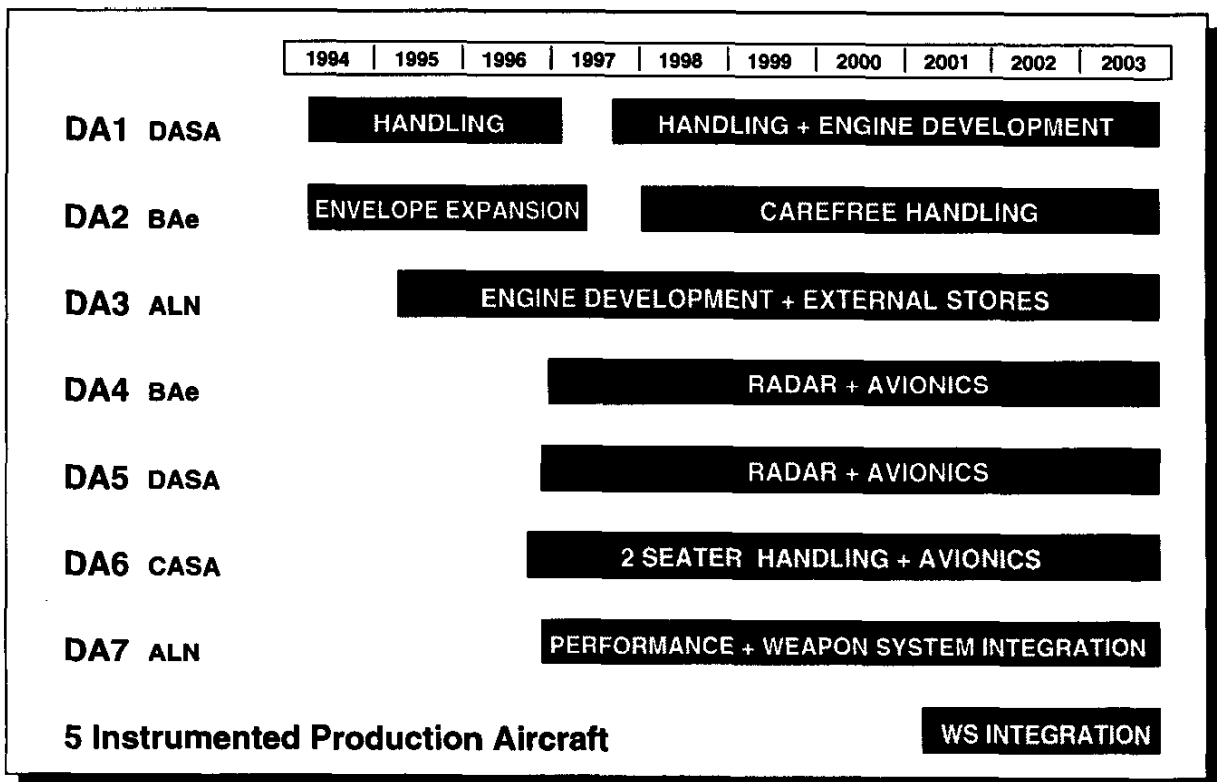 1994 | 1995 | 1996 | 1997 | 1998 | 1999 | 2000 | 2001 | 2002 | 2003
DA1 DASA HANDLING HANDLING + ENGINE DEVELOPMENT
DA2 BAe ENVELOPE EXPANSION CAREFREE HANDLING
DA3 ALN ENGINE DEVELOPMENT + EXTERNAL STORES
DA4 BAe RADAR + AVIONICS
DA5 DASA RADAR + AVIONICS
DA6 CASA 2 SEATER HANDLING + AVIONICS
DA7 ALN PERFORMANCE + WEAPON SYSTEM INTEGRATION
5 Instrumented Production Aircraft WS INTEGRATION